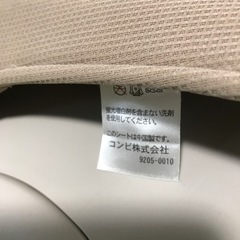 蛍光増白剤を含まない洗剤
を使用してください。
このシートは中国製です。
コンビ株式会社
9205-0010